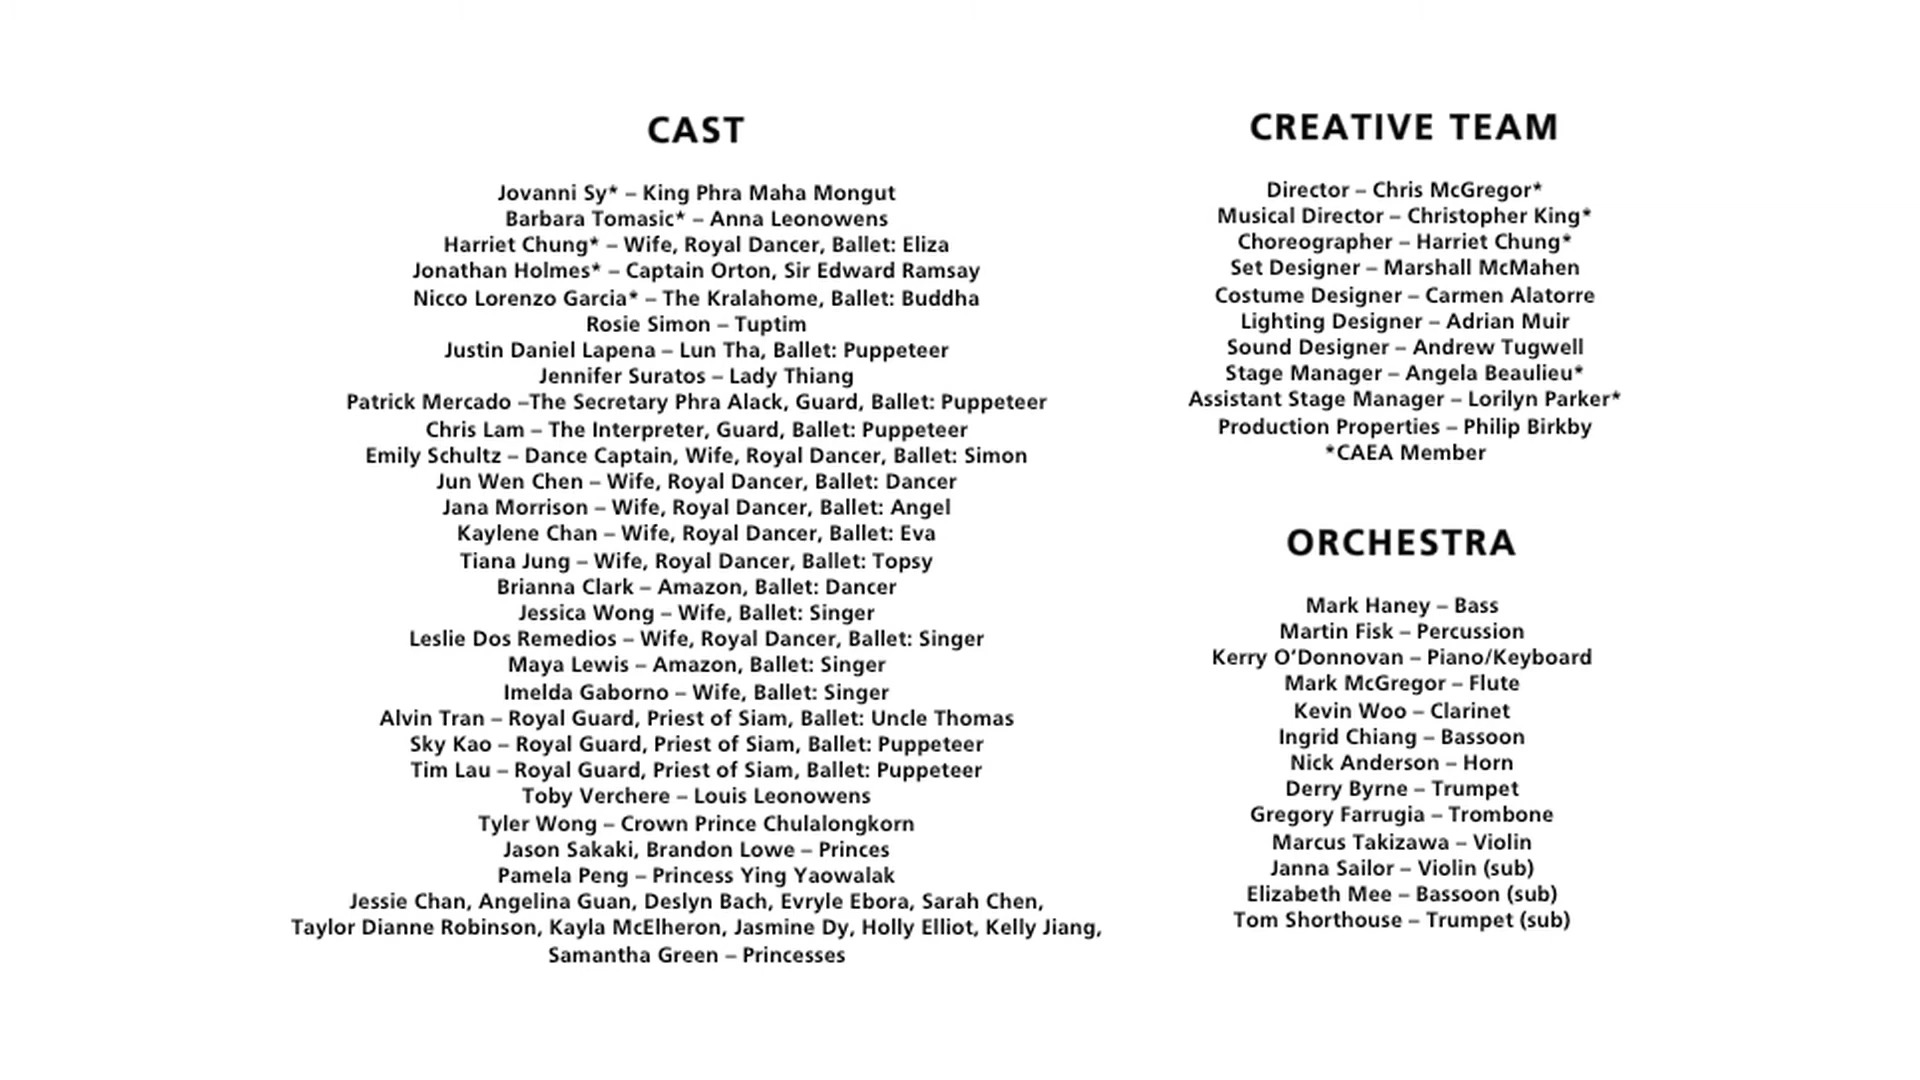 CAST
Jovanni Sy* – King Phra Maha Mongut
Barbara Tomasic* – Anna Leonowens
Harriet Chung* – Wife, Royal Dancer, Ballet: Eliza
Jonathan Holmes* – Captain Orton, Sir Edward Ramsay
Nicco Lorenzo Garcia* – The Kralahome, Ballet: Buddha
Rosie Simon – Tuptim
Justin Daniel Lapena – Lun Tha, Ballet: Puppeteer
Jennifer Suratos – Lady Thiang
Patrick Mercado –The Secretary Phra Alack, Guard, Ballet: Puppeteer
Chris Lam – The Interpreter, Guard, Ballet: Puppeteer
Emily Schultz – Dance Captain, Wife, Royal Dancer, Ballet: Simon
Jun Wen Chen – Wife, Royal Dancer, Ballet: Dancer
Jana Morrison – Wife, Royal Dancer, Ballet: Angel
Kaylene Chan – Wife, Royal Dancer, Ballet: Eva
Tiana Jung – Wife, Royal Dancer, Ballet: Topsy
Brianna Clark – Amazon, Ballet: Dancer
Jessica Wong – Wife, Ballet: Singer
Leslie Dos Remedios – Wife, Royal Dancer, Ballet: Singer
Maya Lewis – Amazon, Ballet: Singer
Imelda Gaborno – Wife, Ballet: Singer
Alvin Tran – Royal Guard, Priest of Siam, Ballet: Uncle Thomas
Sky Kao – Royal Guard, Priest of Siam, Ballet: Puppeteer
Tim Lau – Royal Guard, Priest of Siam, Ballet: Puppeteer
Toby Verchere – Louis Leonowens
Tyler Wong – Crown Prince Chulalongkorn
Jason Sakaki, Brandon Lowe – Princes
Pamela Peng – Princess Ying Yaowalak
Jessie Chan, Angelina Guan, Deslyn Bach, Evryle Ebora, Sarah Chen,
Taylor Dianne Robinson, Kayla McElheron, Jasmine Dy, Holly Elliot, Kelly Jiang,
Samantha Green – Princesses
CREATIVE TEAM
Director – Chris McGregor*
Musical Director – Christopher King*
Choreographer – Harriet Chung*
Set Designer – Marshall McMahen
Costume Designer – Carmen Alatorre
Lighting Designer – Adrian Muir
Sound Designer – Andrew Tugwell
Stage Manager – Angela Beaulieu*
Assistant Stage Manager – Lorilyn Parker*
Production Properties – Philip Birkby
*CAEA Member
ORCHESTRA
Mark Haney – Bass
Martin Fisk – Percussion
Kerry O’Donnovan – Piano/Keyboard
Mark McGregor – Flute
Kevin Woo – Clarinet
Ingrid Chiang – Bassoon
Nick Anderson – Horn
Derry Byrne – Trumpet
Gregory Farrugia – Trombone
Marcus Takizawa – Violin
Janna Sailor – Violin (sub)
Elizabeth Mee – Bassoon (sub)
Tom Shorthouse – Trumpet (sub)